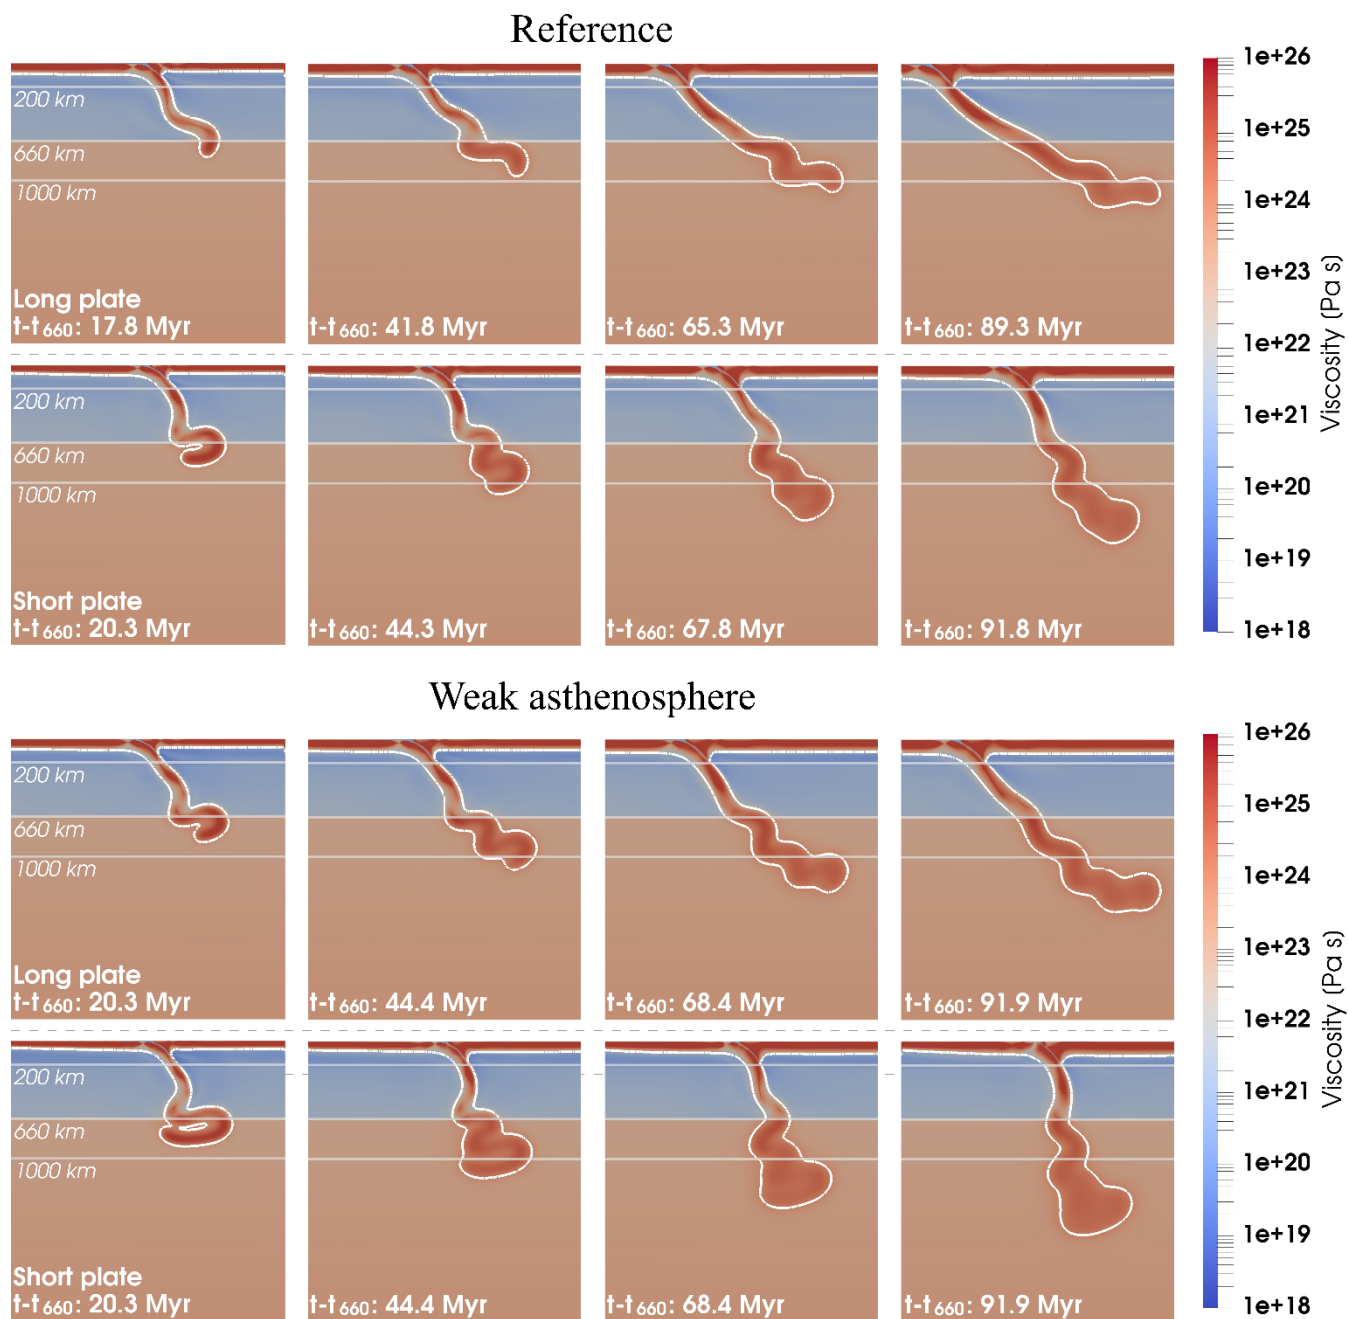 Reference
200 km
660 km
1000 km
Long plate
t-t660: 17.8 Myr
t-t660: 41.8 Myr
t-t660: 65.3 Myr
t-t660: 89.3 Myr
200 km
660 km
1000 km
Short plate
t-t660: 20.3 Myr
t-t660: 44.3 Myr
t-t660: 67.8 Myr
t-t660: 91.8 Myr
1e+26
1e+25
1e+24
1e+23
1e+22
1e+21
1e+20
1e+19
1e+18
Viscosity (Pa s)
Weak asthenosphere
200 km
660 km
1000 km
Long plate
t-t660: 20.3 Myr
t-t660: 44.4 Myr
t-t660: 68.4 Myr
t-t660: 91.9 Myr
200 km
660 km
1000 km
Short plate
t-t660: 20.3 Myr
t-t660: 44.4 Myr
t-t660: 68.4 Myr
t-t660: 91.9 Myr
1e+26
1e+25
1e+24
1e+23
1e+22
1e+21
1e+20
1e+19
1e+18
Viscosity (Pa s)